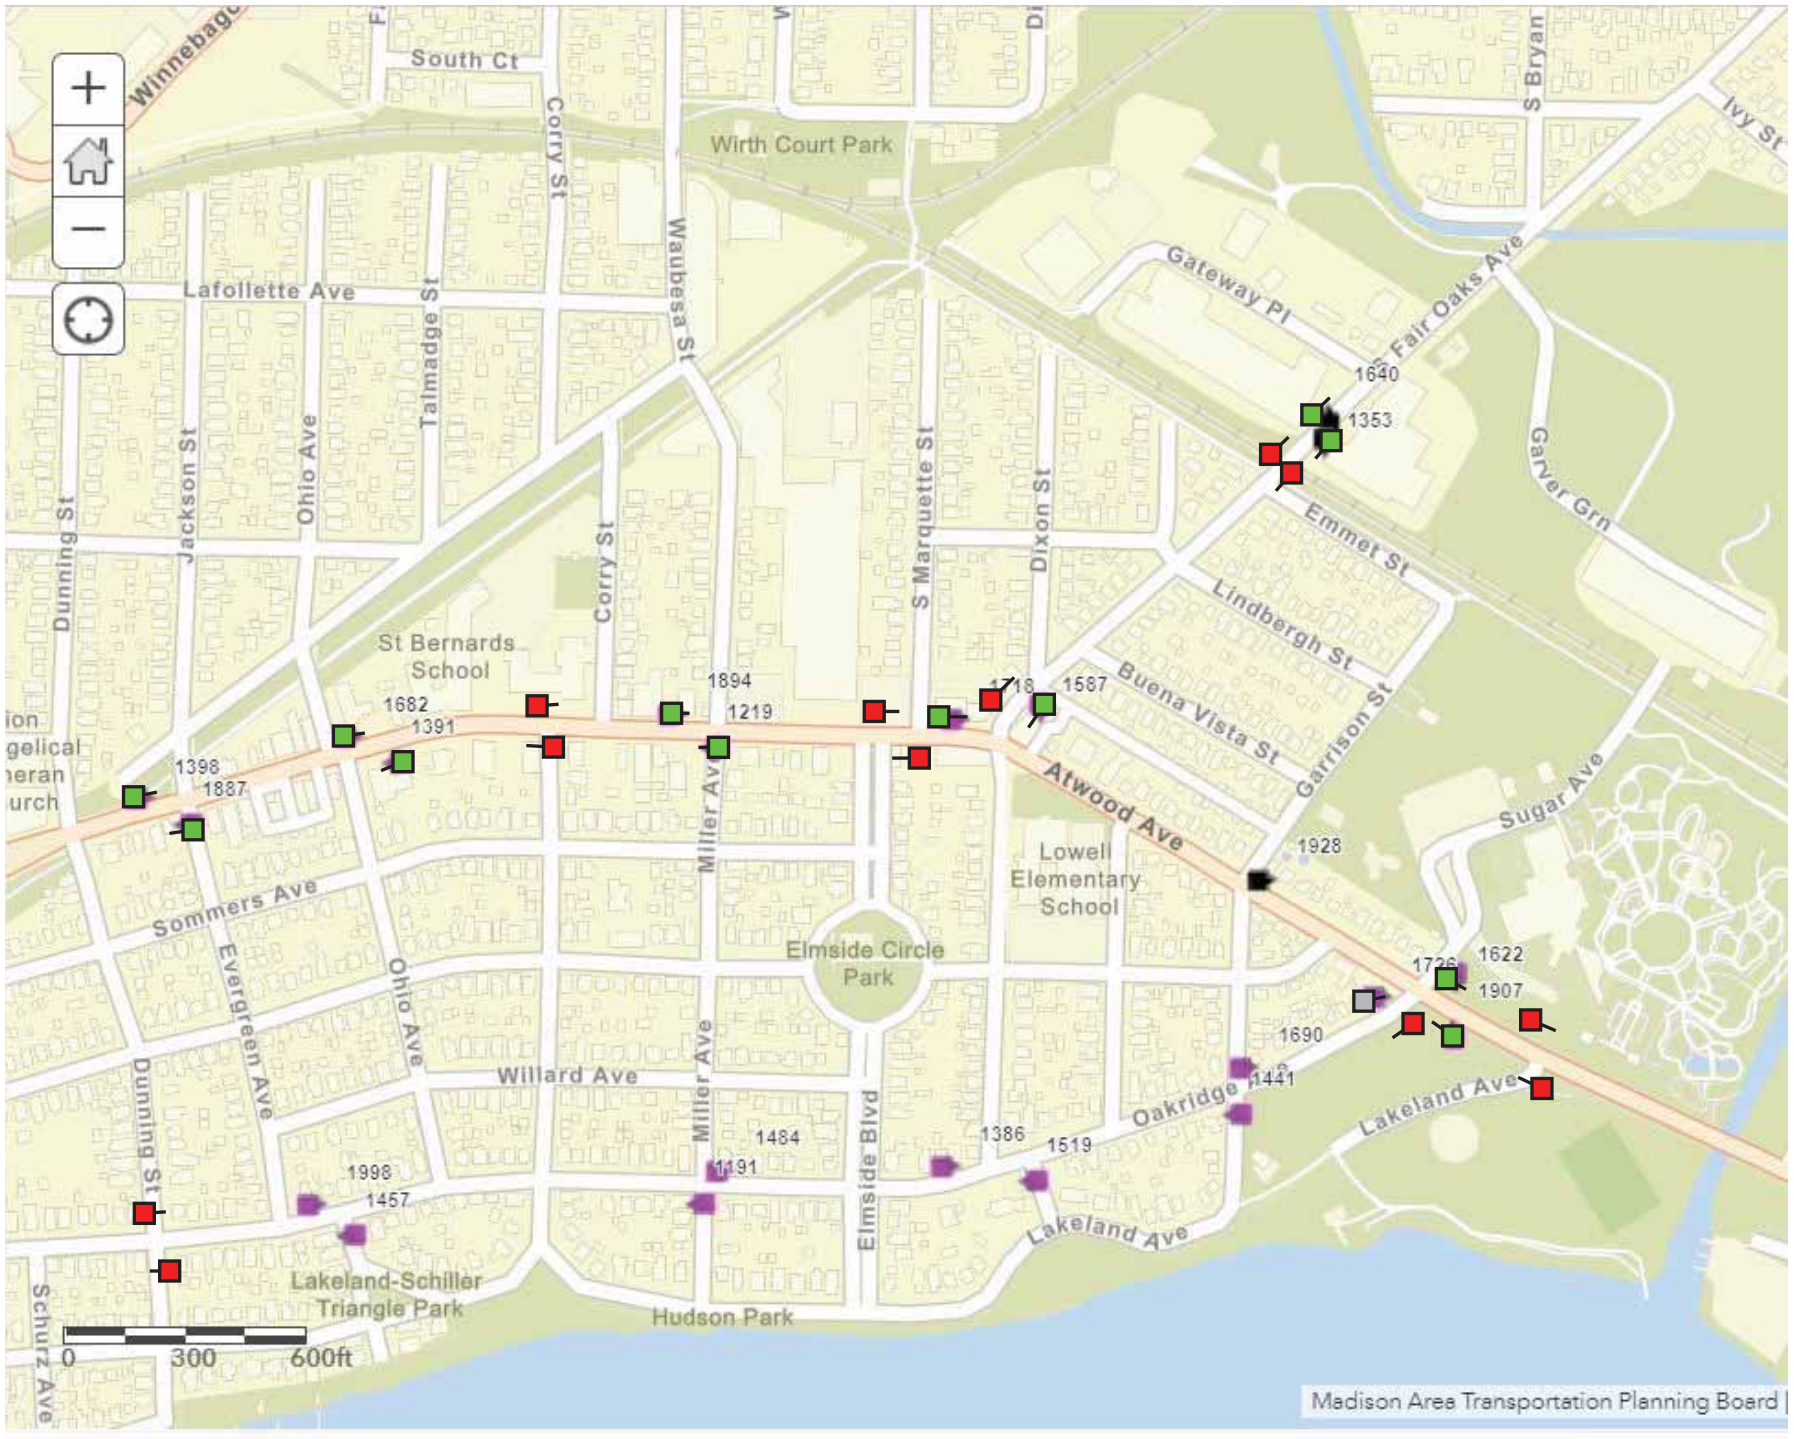 Winnebago
South Ct
Corry St
Wirth Court Park
S Bryan
Ivy St
Waubesa St
Gateway Pl
S Fair Oaks Ave
Lafollette Ave
Talmadge St
1640
1353
Jackson St
Ohio Ave
S Marquette St
Garver Grn
Dunning St
Dixon St
Emmet St
Corry St
Lindbergh St
St Bernards
School
Buena Vista St
1894
1587
1682
1219
1391
Garrison St
1398
1887
Atwood Ave
Sugar Ave
Miller Ave
Lowell
Elementary
School
1928
Sommers Ave
Elmside Circle
Park
Evergreen Ave
Ohio Ave
1726
1622
1907
1690
Dunning St
Willard Ave
Miller Ave
Elmside Blvd
1441
Oakridge
Lakeland Ave
1484
1386
1519
1191
1998
1457
Lakeland Ave
Lakeland-Schiller
Triangle Park
Hudson Park
Schurz Ave
0 300 600ft
Madison Area Transportation Planning Board |